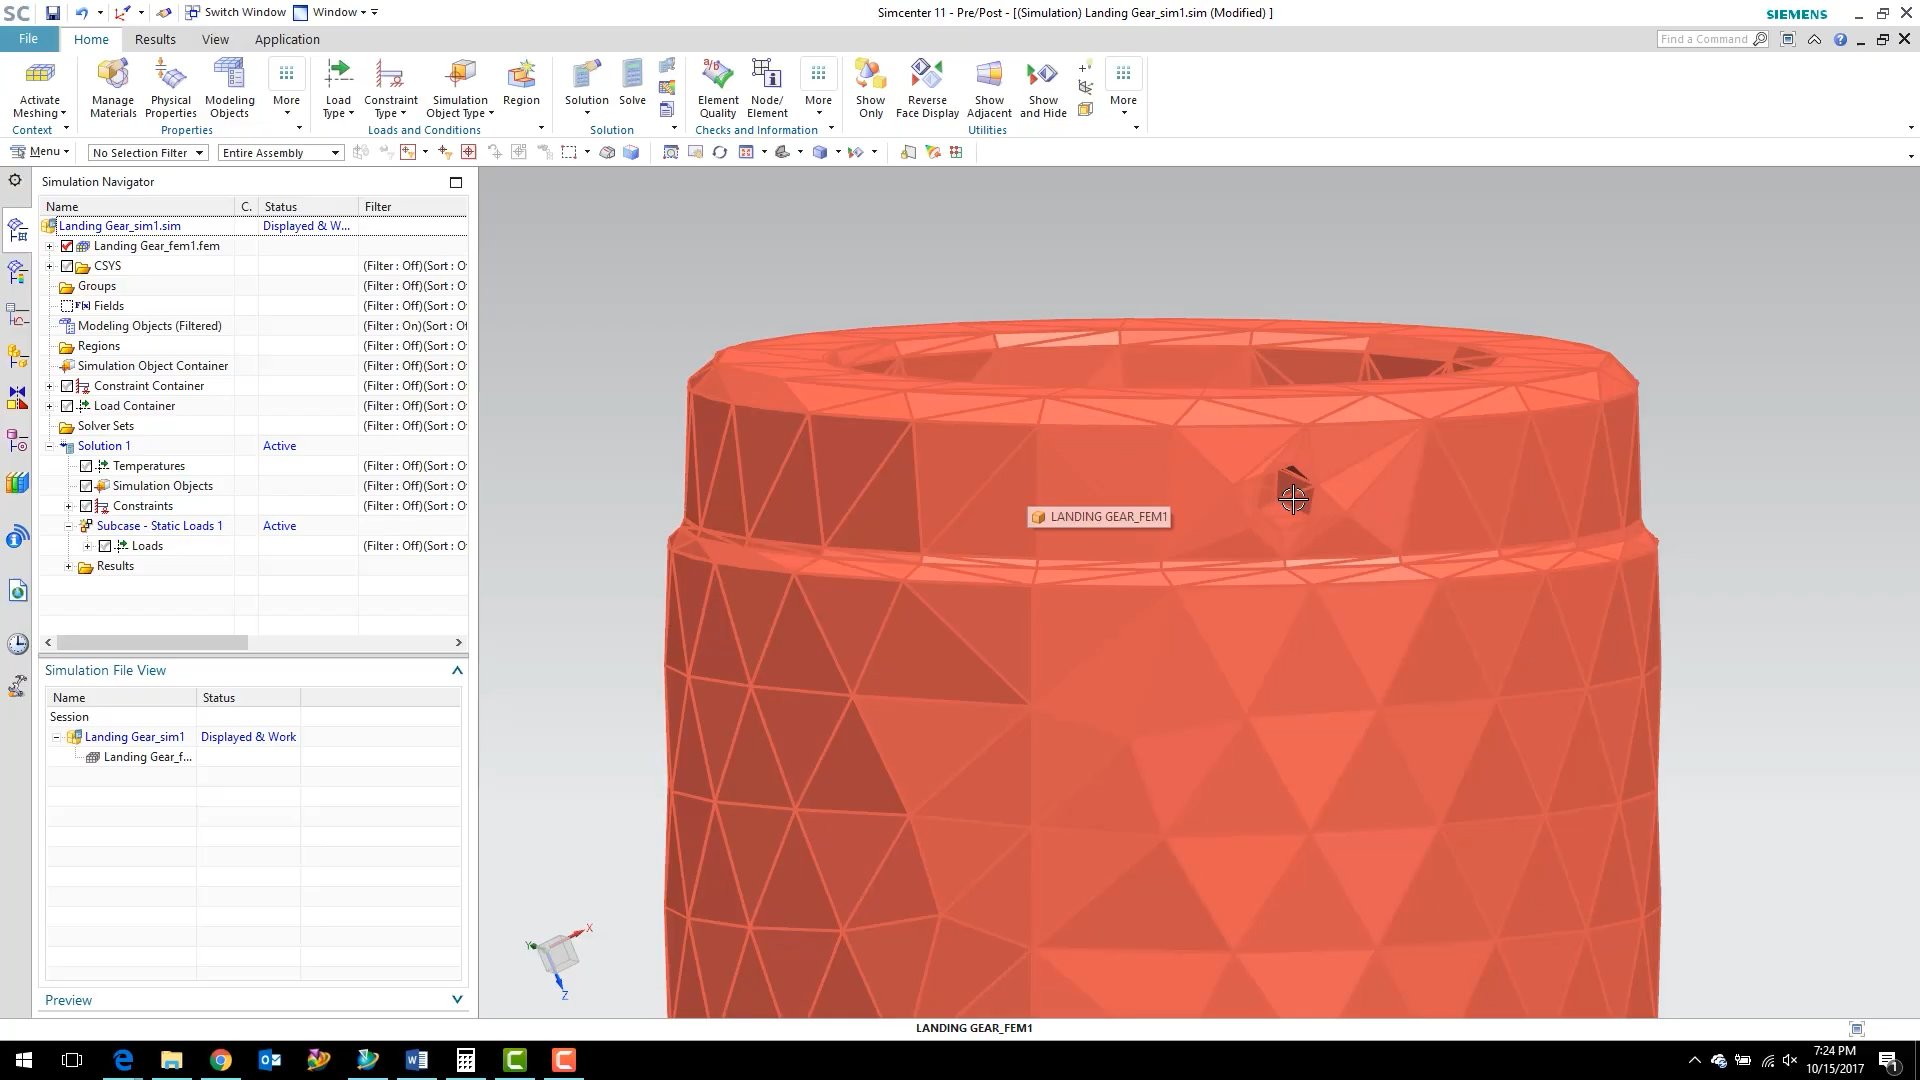 SC Switch Window Window Simcenter 11 - Pre/Post - [(Simulation) Landing Gear_sim1.sim (Modified) ] SIEMENS
File Home Results View Application Find a Command
Activate Meshing Manage Materials Physical Properties Modeling Objects More Load Type Constraint Type Simulation Object Type Region Solution Solve Element Quality Node/ Element More Show Only Reverse Face Display Show Adjacent Show and Hide More
Context Properties Loads and Conditions Solution Checks and Information Utilities
Menu No Selection Filter Entire Assembly
Simulation Navigator
Name C. Status Filter
Landing Gear_sim1.sim Displayed & W...
Landing Gear_fem1.fem
CSYS (Filter : Off)(Sort : O
Groups (Filter : Off)(Sort : O
Fields (Filter : Off)(Sort : O
Modeling Objects (Filtered) (Filter : On)(Sort : Of
Regions (Filter : Off)(Sort : O
Simulation Object Container (Filter : Off)(Sort : O
Constraint Container (Filter : Off)(Sort : O
Load Container (Filter : Off)(Sort : O
Solver Sets (Filter : Off)(Sort : O
Solution 1 Active
Temperatures (Filter : Off)(Sort : O
Simulation Objects (Filter : Off)(Sort : O
Constraints (Filter : Off)(Sort : O
Subcase - Static Loads 1 Active
Loads (Filter : Off)(Sort : O
Results
LANDING GEAR_FEM1
Simulation File View
Name Status
Session
Landing Gear_sim1 Displayed & Work
Landing Gear_f...
X
Y
Z
Preview
LANDING GEAR_FEM1
7:24 PM
10/15/2017
1